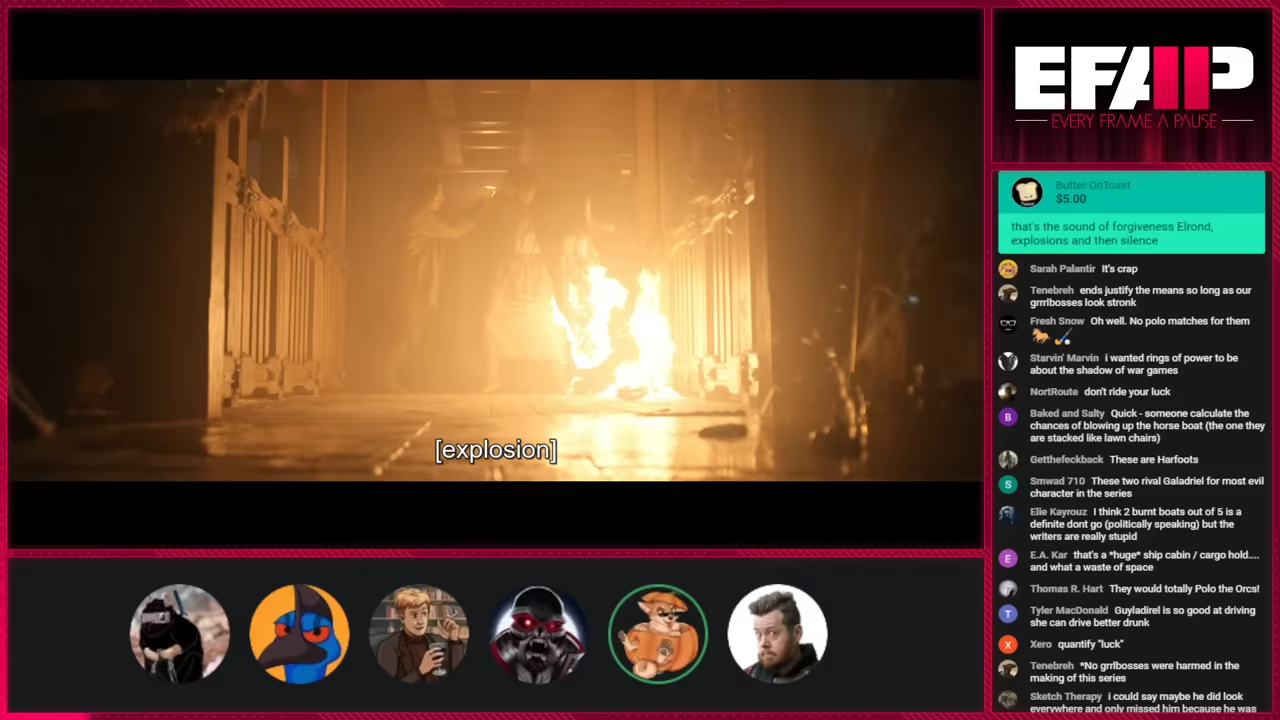 [explosion]
EFAP
EVERY FRAME A PAUSE
Butter OnToast
$5.00
that's the sound of forgiveness Elrond,
explosions and then silence
Sarah Palantir It's crap
Tenebreh ends justify the means so long as our
grrrlbosses look stronk
Fresh Snow Oh well. No polo matches for them
🐎🏑
Starvin' Marvin i wanted rings of power to be
about the shadow of war games
NortRoute don't ride your luck
B
Baked and Salty Quick - someone calculate the
chances of blowing up the horse boat (the one they
are stacked like lawn chairs)
Getthefeckback These are Harfoots
S
Smwad 710 These two rival Galadriel for most evil
character in the series
Elie Kayrouz I think 2 burnt boats out of 5 is a
definite dont go (politically speaking) but the
writers are really stupid
E
E.A. Kar that's a *huge* ship cabin / cargo hold....
and what a waste of space
Thomas R. Hart They would totally Polo the Orcs!
T
Tyler MacDonald Guyladirel is so good at driving
she can drive better drunk
X
Xero quantify "luck"
Tenebreh *No grrlbosses were harmed in the
making of this series
Sketch Therapy i could say maybe he did look
everywhere and only missed him because he was